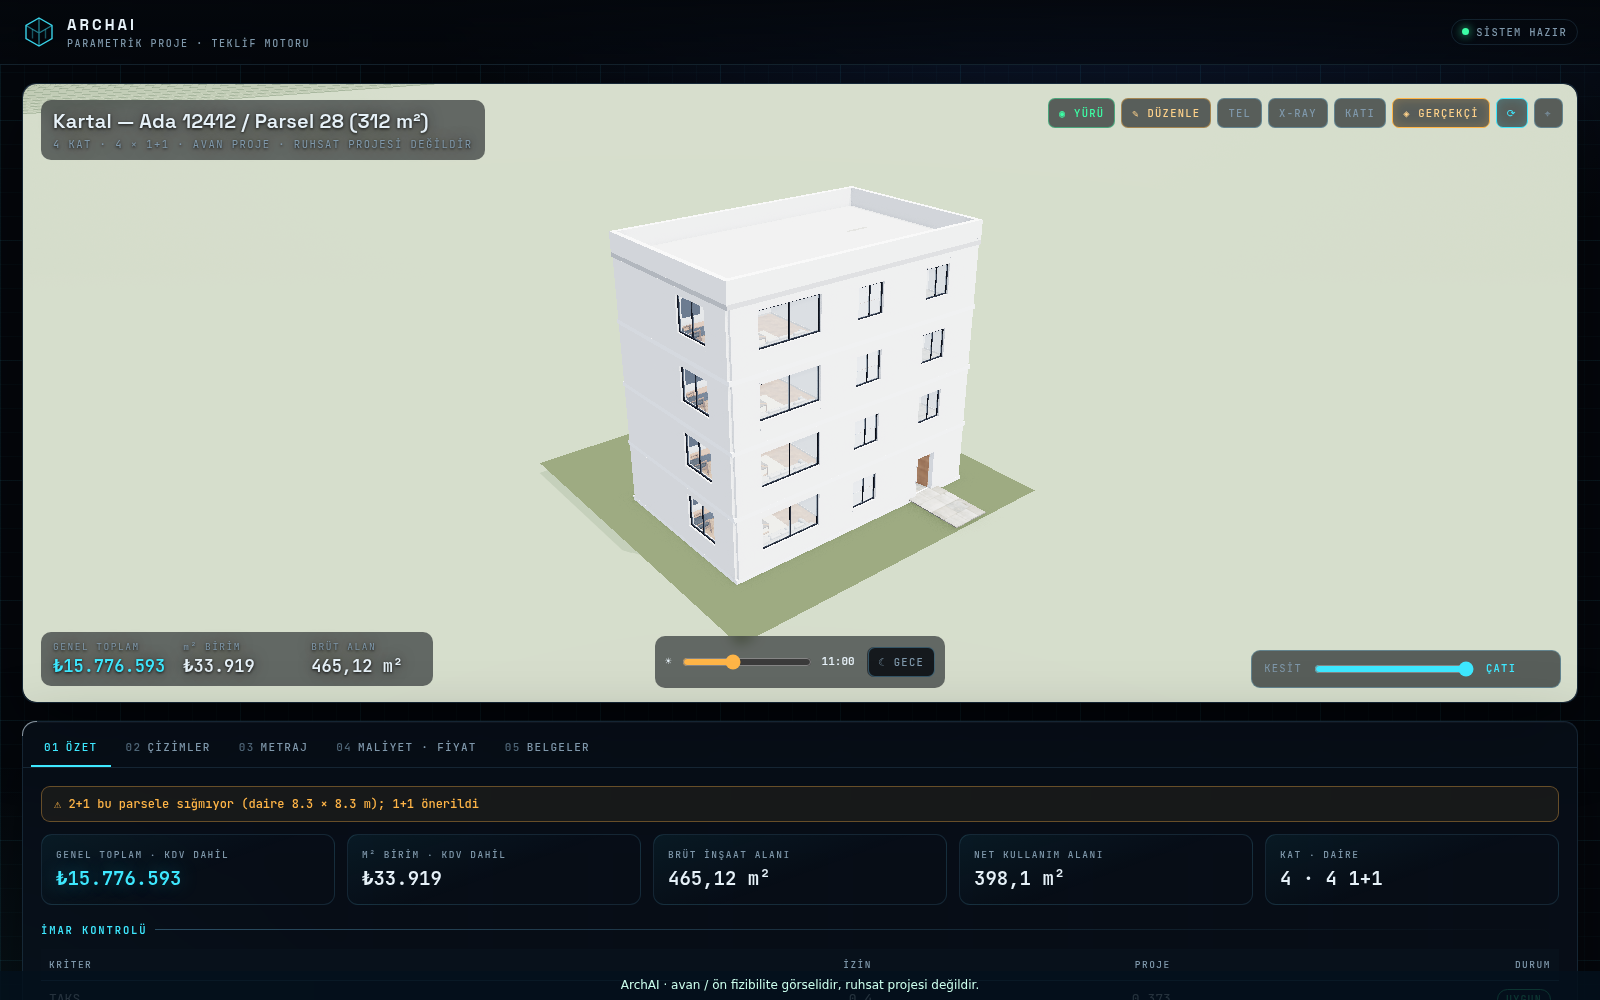 ARCHAI
PARAMETRİK PROJE · TEKLİF MOTORU
SİSTEM HAZIR
Kartal — Ada 12412 / Parsel 28 (312 m²)
4 KAT · 4 × 1+1 · AVAN PROJE · RUHSAT PROJESİ DEĞİLDİR
◉ YÜRÜ
✎ DÜZENLE
TEL
X-RAY
KATI
◈ GERÇEKÇİ
⟳
GENEL TOPLAM
m² BİRİM
BRÜT ALAN
₺15.776.593
₺33.919
465,12 m²
☀
11:00
☾ GECE
KESİT
ÇATI
01 ÖZET
02 ÇİZİMLER
03 METRAJ
04 MALİYET · FİYAT
05 BELGELER
⚠ 2+1 bu parsele sığmıyor (daire 8.3 × 8.3 m); 1+1 önerildi
GENEL TOPLAM · KDV DAHİL
₺15.776.593
M² BİRİM · KDV DAHİL
₺33.919
BRÜT İNŞAAT ALANI
465,12 m²
NET KULLANIM ALANI
398,1 m²
KAT · DAİRE
4 · 4 1+1
İMAR KONTROLÜ
KRİTER
İZİN
PROJE
DURUM
TAKS
0,4
0,373
UYGUN
ArchAI · avan / ön fizibilite görselidir, ruhsat projesi değildir.